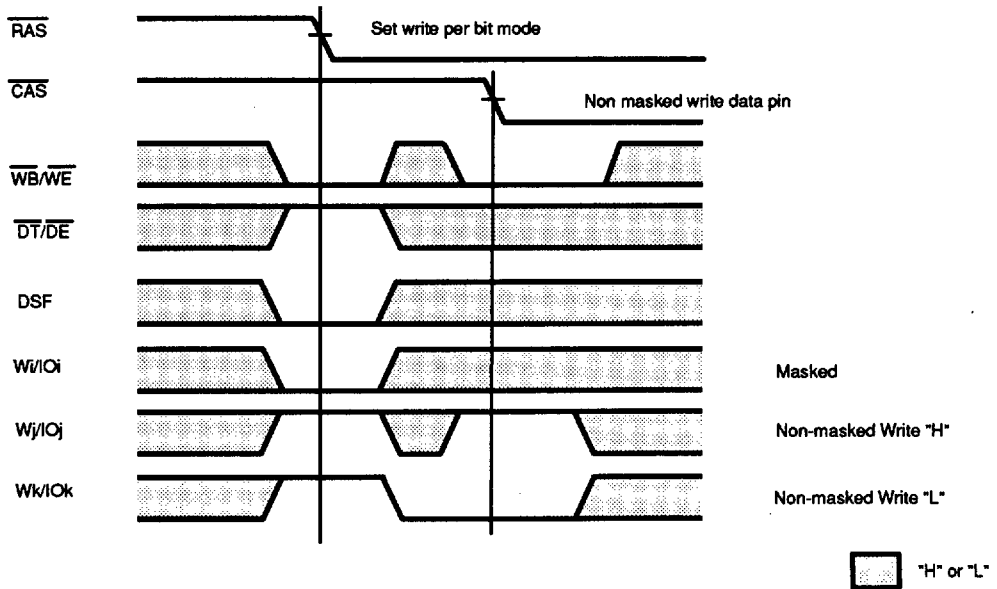 RAS
Set write per bit mode
CAS
Non masked write data pin
WB/WE
DT/DE
DSF
Wi/IOi
Masked
Wj/IOj
Non-masked Write "H"
Wk/IOk
Non-masked Write "L"
"H" or "L"